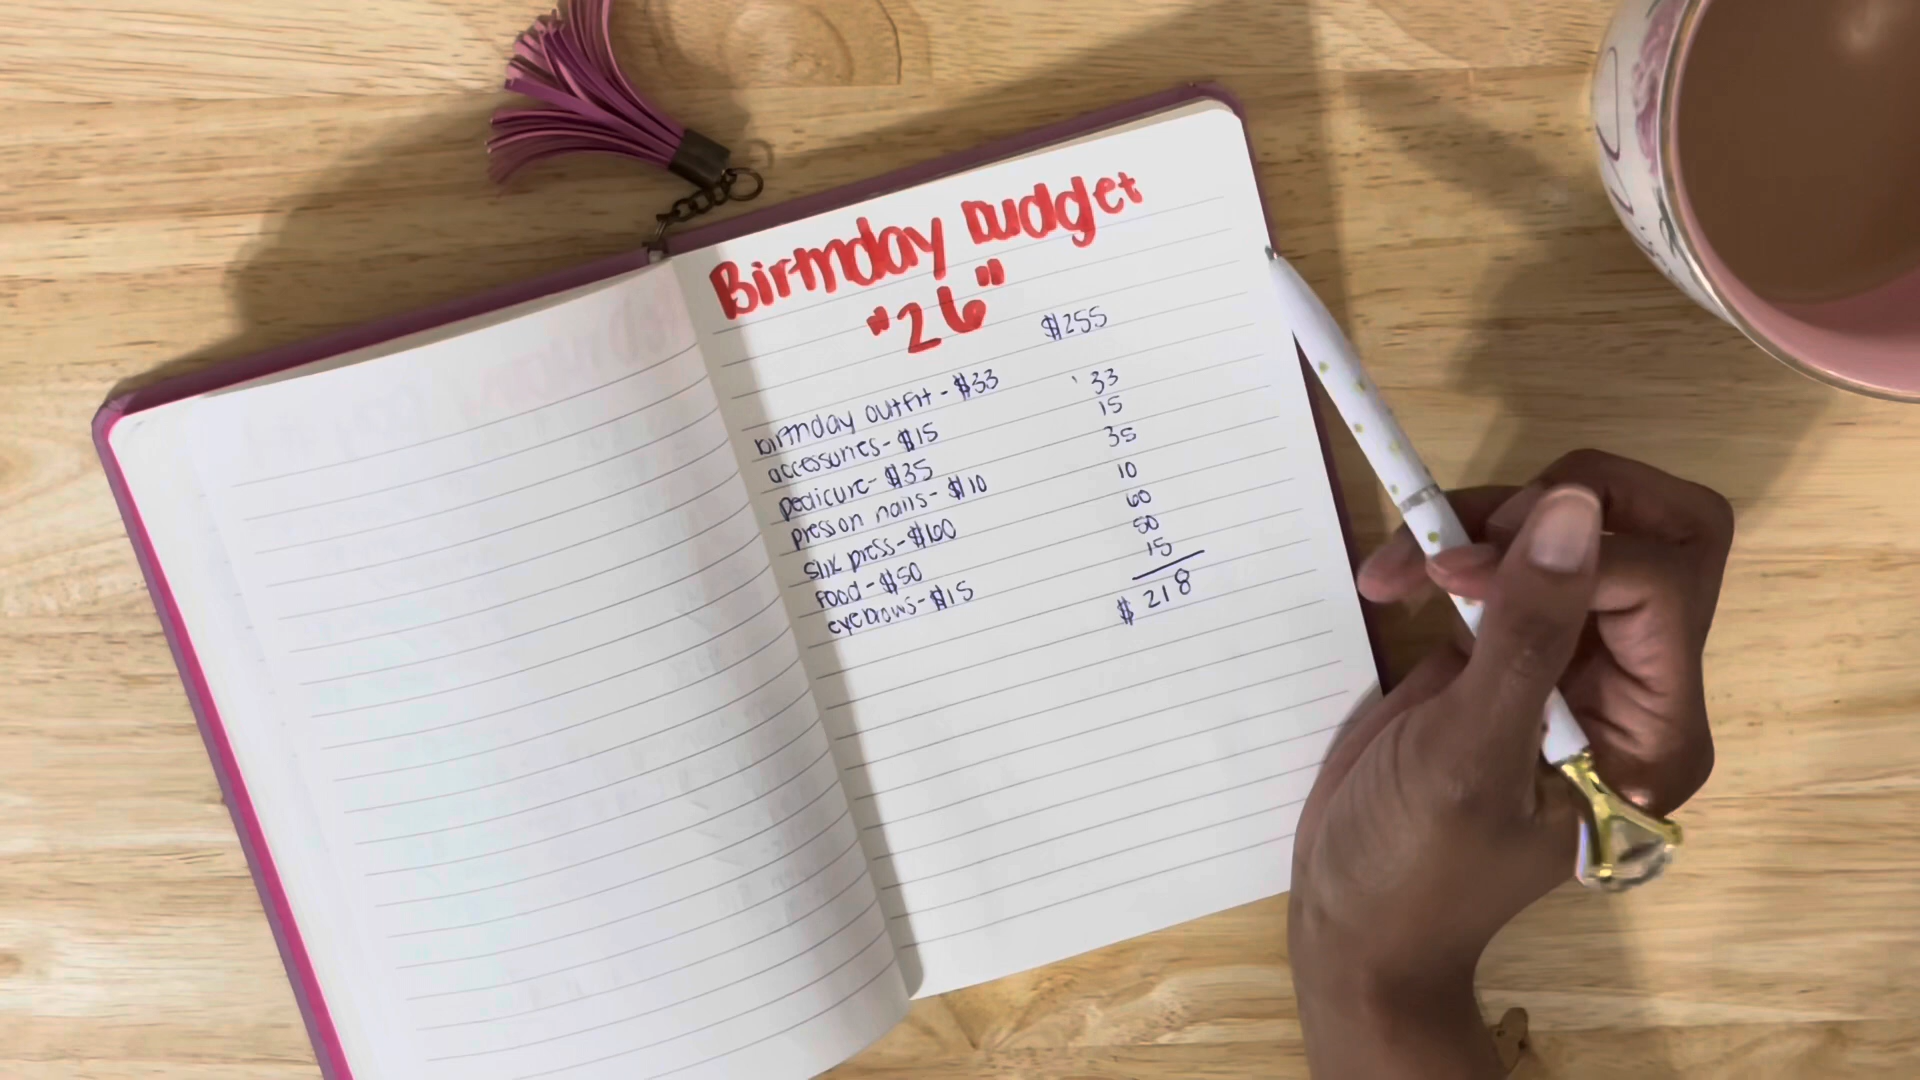 Birthday Budget
"26"
$255
birthday outfit - $33
accessories - $15
pedicure - $35
press on nails - $10
silk press - $60
food - $50
eyebrows - $15
33
15
35
10
60
50
15
$ 218